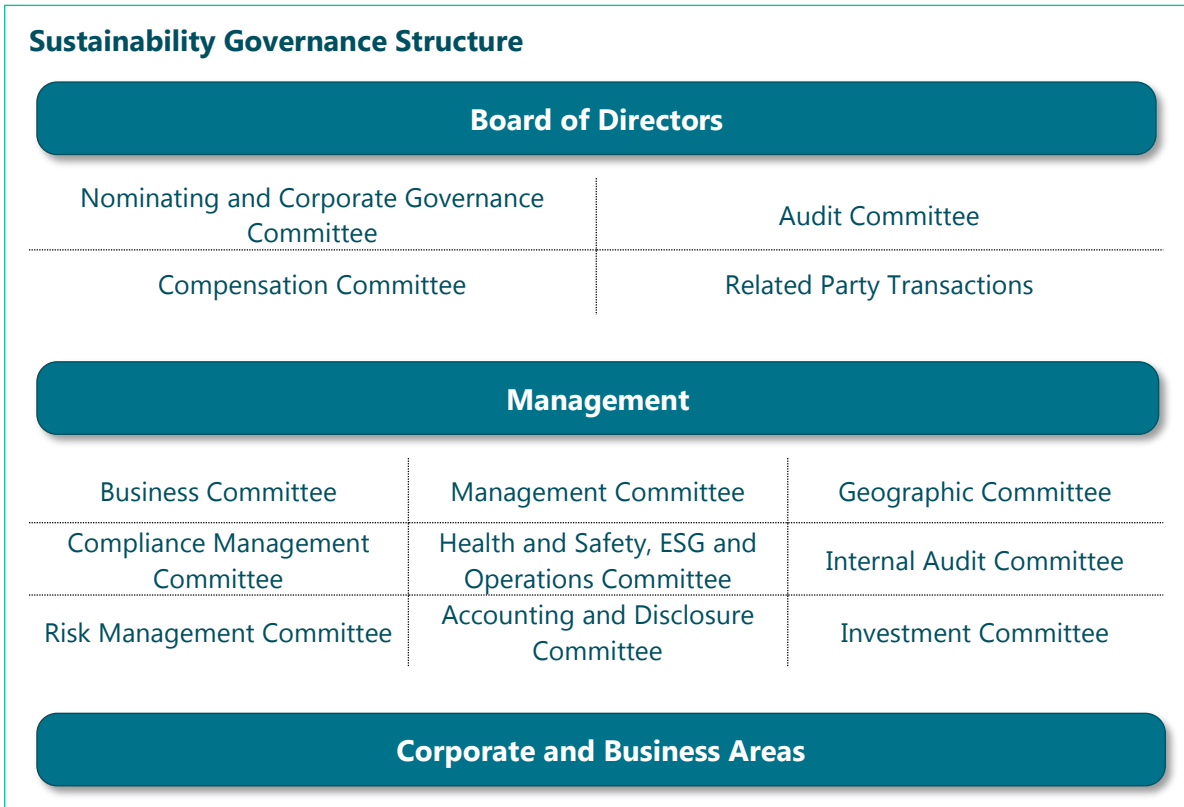 Sustainability Governance Structure
Board of Directors
Nominating and Corporate Governance
Committee
Audit Committee
Compensation Committee
Related Party Transactions
Management
Business Committee
Management Committee
Geographic Committee
Compliance Management
Committee
Health and Safety, ESG and
Operations Committee
Internal Audit Committee
Risk Management Committee
Accounting and Disclosure
Committee
Investment Committee
Corporate and Business Areas